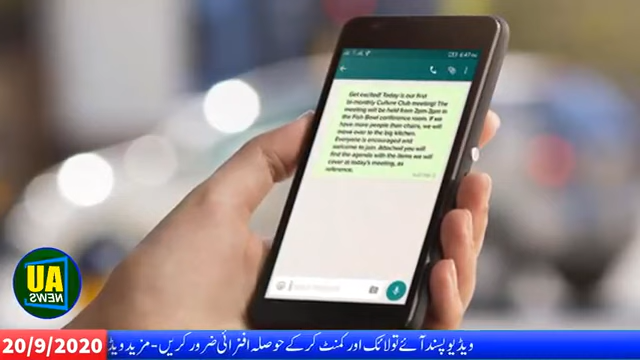 6:47
Get excited! Today is our first
bi-monthly Culture Club meeting! The
meeting will be held from 2pm-3pm in
the Fish Bowl conference room. If we
have more people than chairs, we will
move over to the big kitchen.
Everyone is encouraged and
welcome to join. Attached you will
find the agenda with the items we will
cover at today's meeting, as
reference.
UA
NEWS
20/9/2020
ویڈیو پسند آئے تو لائک اور کمنٹ کر کے حوصلہ افزائی ضرور کریں - مزید ویڈ